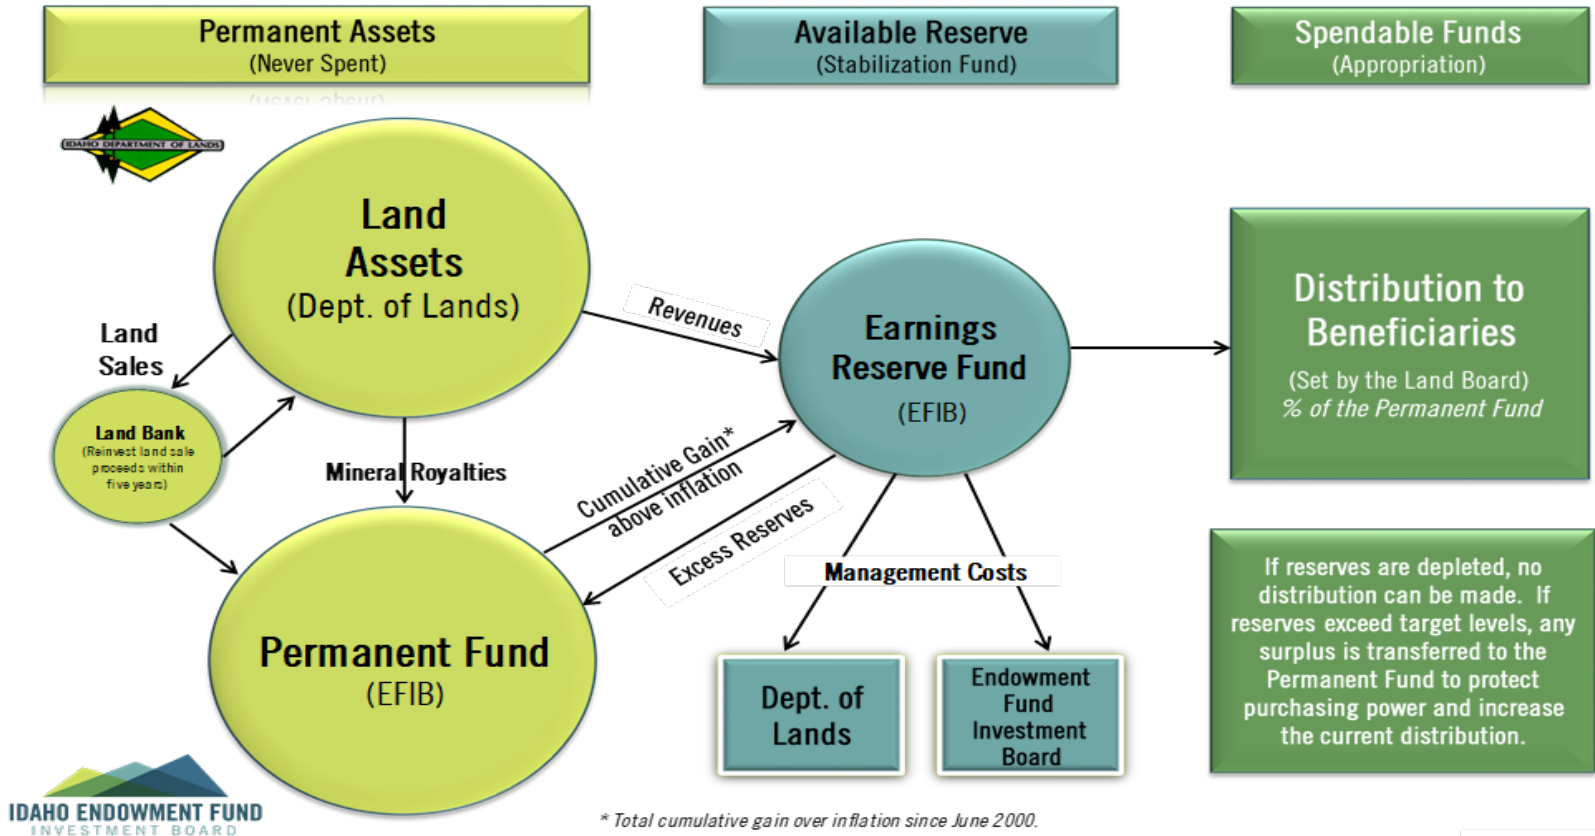 Permanent Assets
(Never Spent)
Available Reserve
(Stabilization Fund)
Spendable Funds
(Appropriation)
IDAHO DEPARTMENT OF LANDS
Land
Assets
(Dept. of Lands)
Revenues
Earnings
Reserve Fund
(EFIB)
Distribution to
Beneficiaries
(Set by the Land Board)
% of the Permanent Fund
Land
Sales
Land Bank
(Reinvest land sale
proceeds within
five years)
Mineral Royalties
Cumulative Gain*
above inflation
Excess Reserves
Management Costs
Permanent Fund
(EFIB)
Dept. of
Lands
Endowment
Fund
Investment
Board
If reserves are depleted, no
distribution can be made. If
reserves exceed target levels, any
surplus is transferred to the
Permanent Fund to protect
purchasing power and increase
the current distribution.
IDAHO ENDOWMENT FUND
INVESTMENT BOARD
* Total cumulative gain over inflation since June 2000.